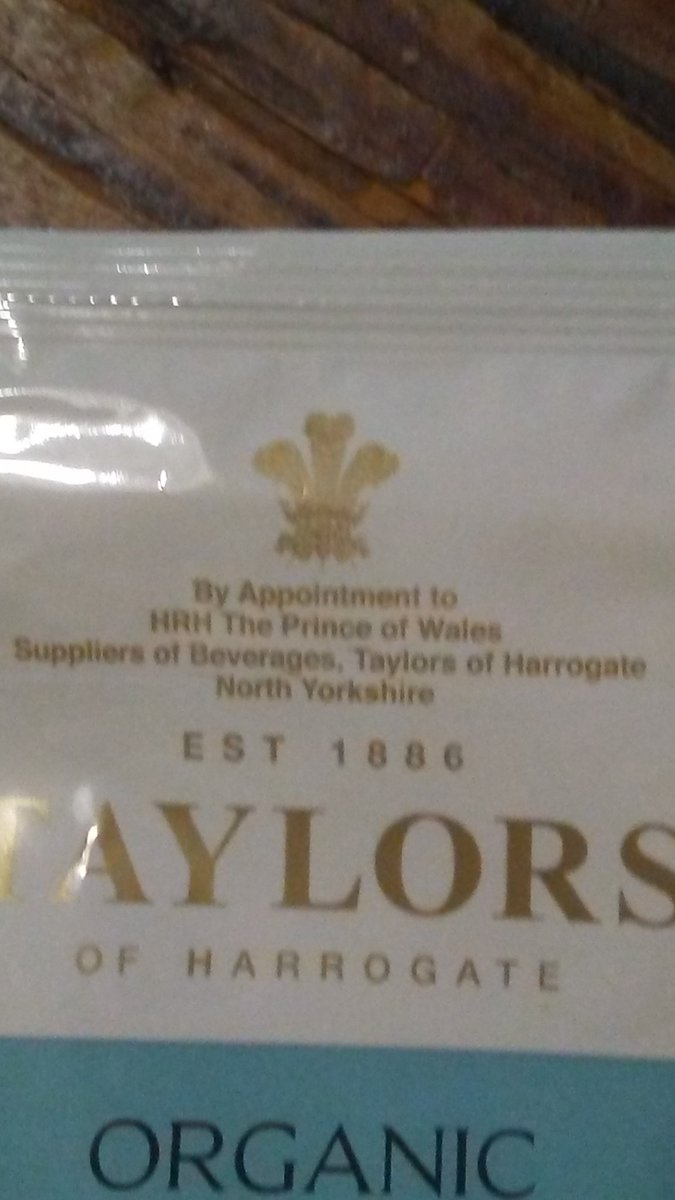 By Appointment to
HRH The Prince of Wales
Suppliers of Beverages, Taylors of Harrogate
North Yorkshire
EST 1886
TAYLORS
OF HARROGATE
ORGANIC